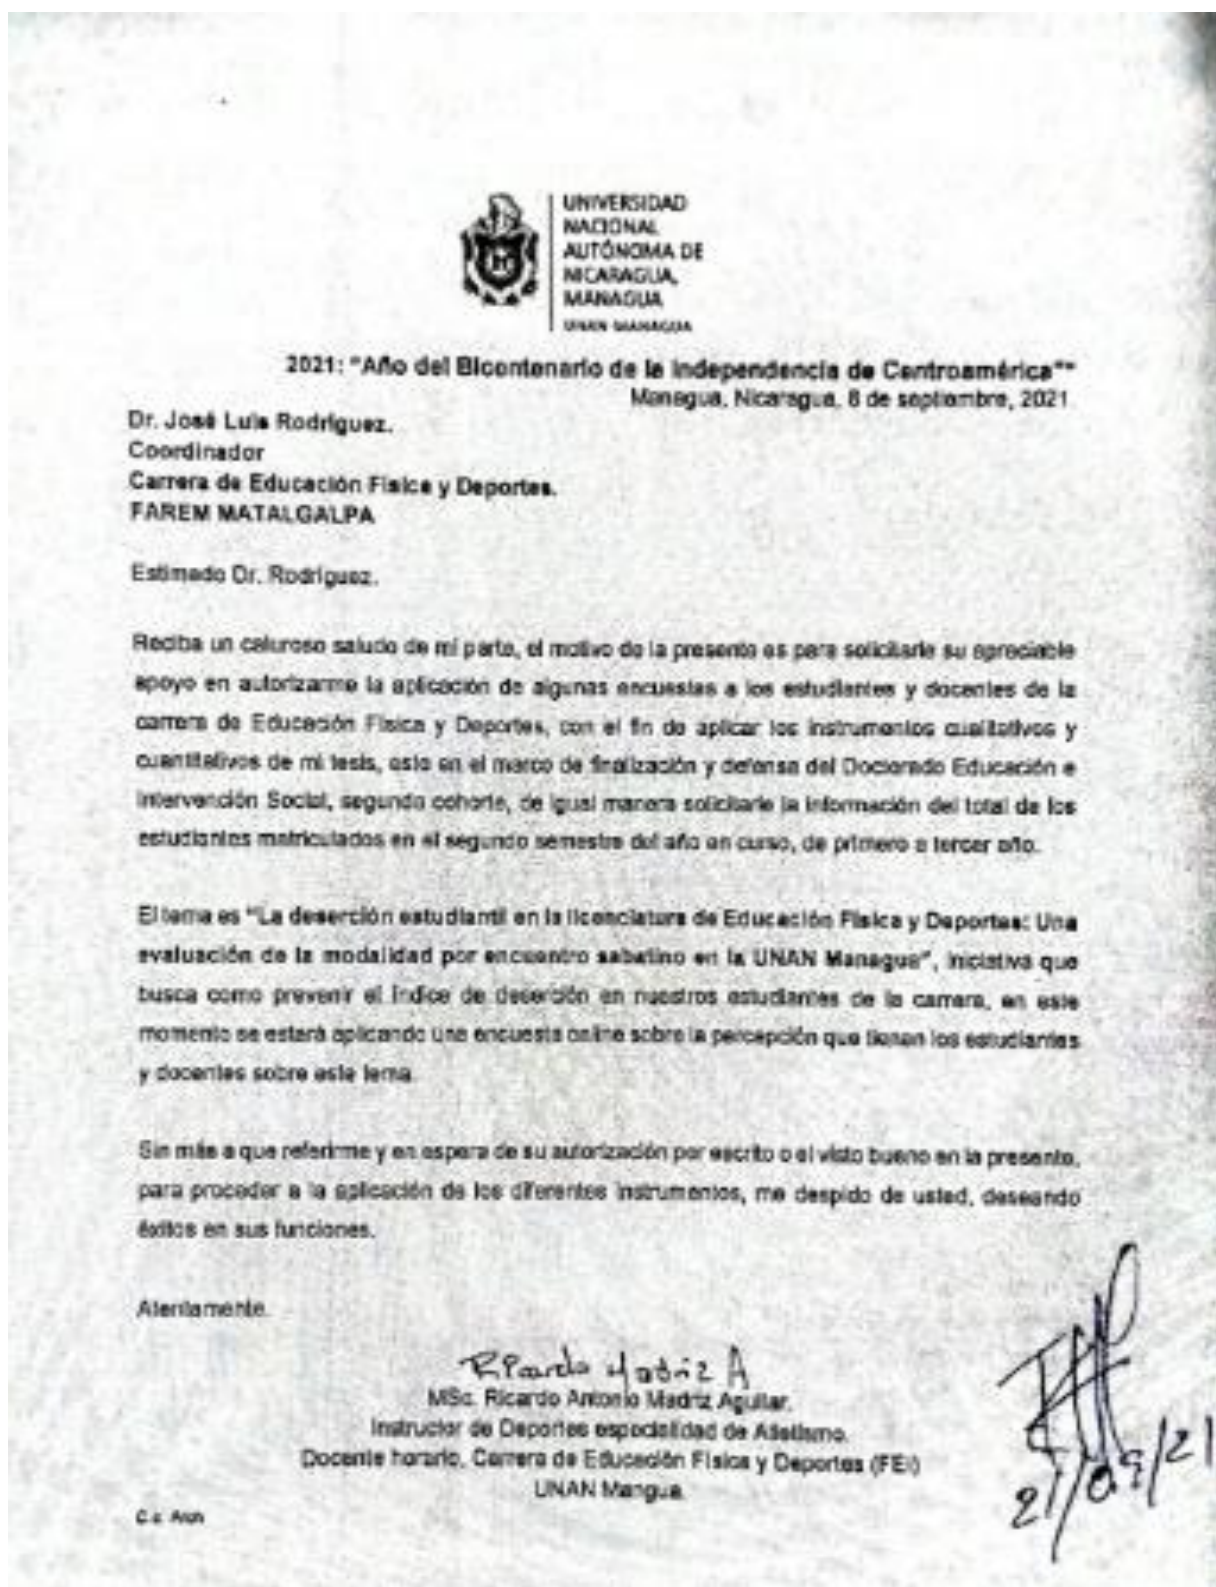 UNIVERSIDAD
NACIONAL
AUTÓNOMA DE
NICARAGUA,
MANAGUA
UNAN-MANAGUA
2021: "Año del Bicentenario de la Independencia de Centroamérica""
Managua, Nicaragua, 8 de septiembre, 2021
Dr. José Luis Rodríguez.
Coordinador
Carrera de Educación Física y Deportes.
FAREM MATALGALPA
Estimado Dr. Rodríguez.
Reciba un caluroso saludo de mi parte, el motivo de la presente es para solicitarle su apreciable
apoyo en autorizarme la aplicación de algunas encuestas a los estudiantes y docentes de la
carrera de Educación Física y Deportes, con el fin de aplicar los instrumentos cualitativos y
cuantitativos de mi tesis, esto en el marco de finalización y defensa del Doctorado Educación e
Intervención Social, segunda cohorte, de igual manera solicitarle la información del total de los
estudiantes matriculados en el segundo semestre del año en curso, de primero a tercer año.
El tema es "La deserción estudiantil en la licenciatura de Educación Física y Deportes: Una
evaluación de la modalidad por encuentro sabatino en la UNAN Managua", iniciativa que
busca como prevenir el índice de deserción en nuestros estudiantes de la carrera, en este
momento se estará aplicando una encuesta online sobre la percepción que tienen los estudiantes
y docentes sobre este tema.
Sin más a que referirme y en espera de su autorización por escrito o el visto bueno en la presente,
para proceder a la aplicación de los diferentes instrumentos, me despido de usted, deseando
éxitos en sus funciones.
Atentamente.
Ricardo Madriz A
MSc. Ricardo Antonio Madriz Aguilar.
Instructor de Deportes especialidad de Atletismo.
Docente horario, Carrera de Educación Física y Deportes (FEI)
UNAN Mangua.
21/09/21
C.c. Arch